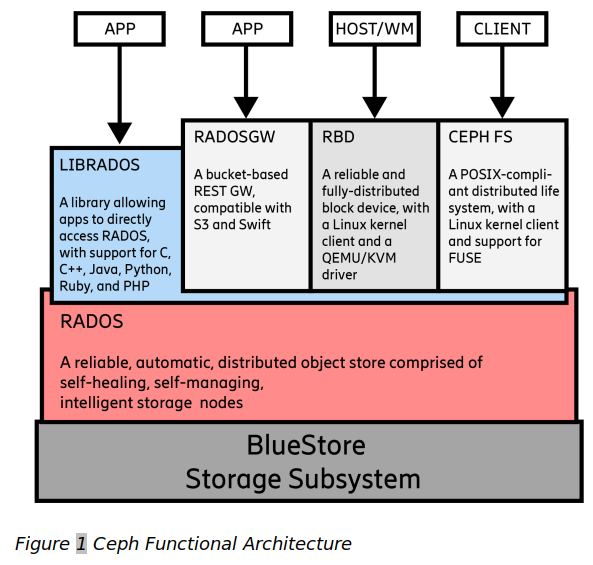 APP
APP
HOST/WM
CLIENT
LIBRADOS
A library allowing
apps to directly
access RADOS,
with support for C,
C++, Java, Python,
Ruby, and PHP
RADOSGW
A bucket-based
REST GW,
compatible with
S3 and Swift
RBD
A reliable and
fully-distributed
block device, with
a Linux kernel
client and a
QEMU/KVM
driver
CEPH FS
A POSIX-compli-
ant distributed life
system, with a
Linux kernel client
and support for
FUSE
RADOS
A reliable, automatic, distributed object store comprised of
self-healing, self-managing,
intelligent storage nodes
BlueStore
Storage Subsystem
Figure 1 Ceph Functional Architecture